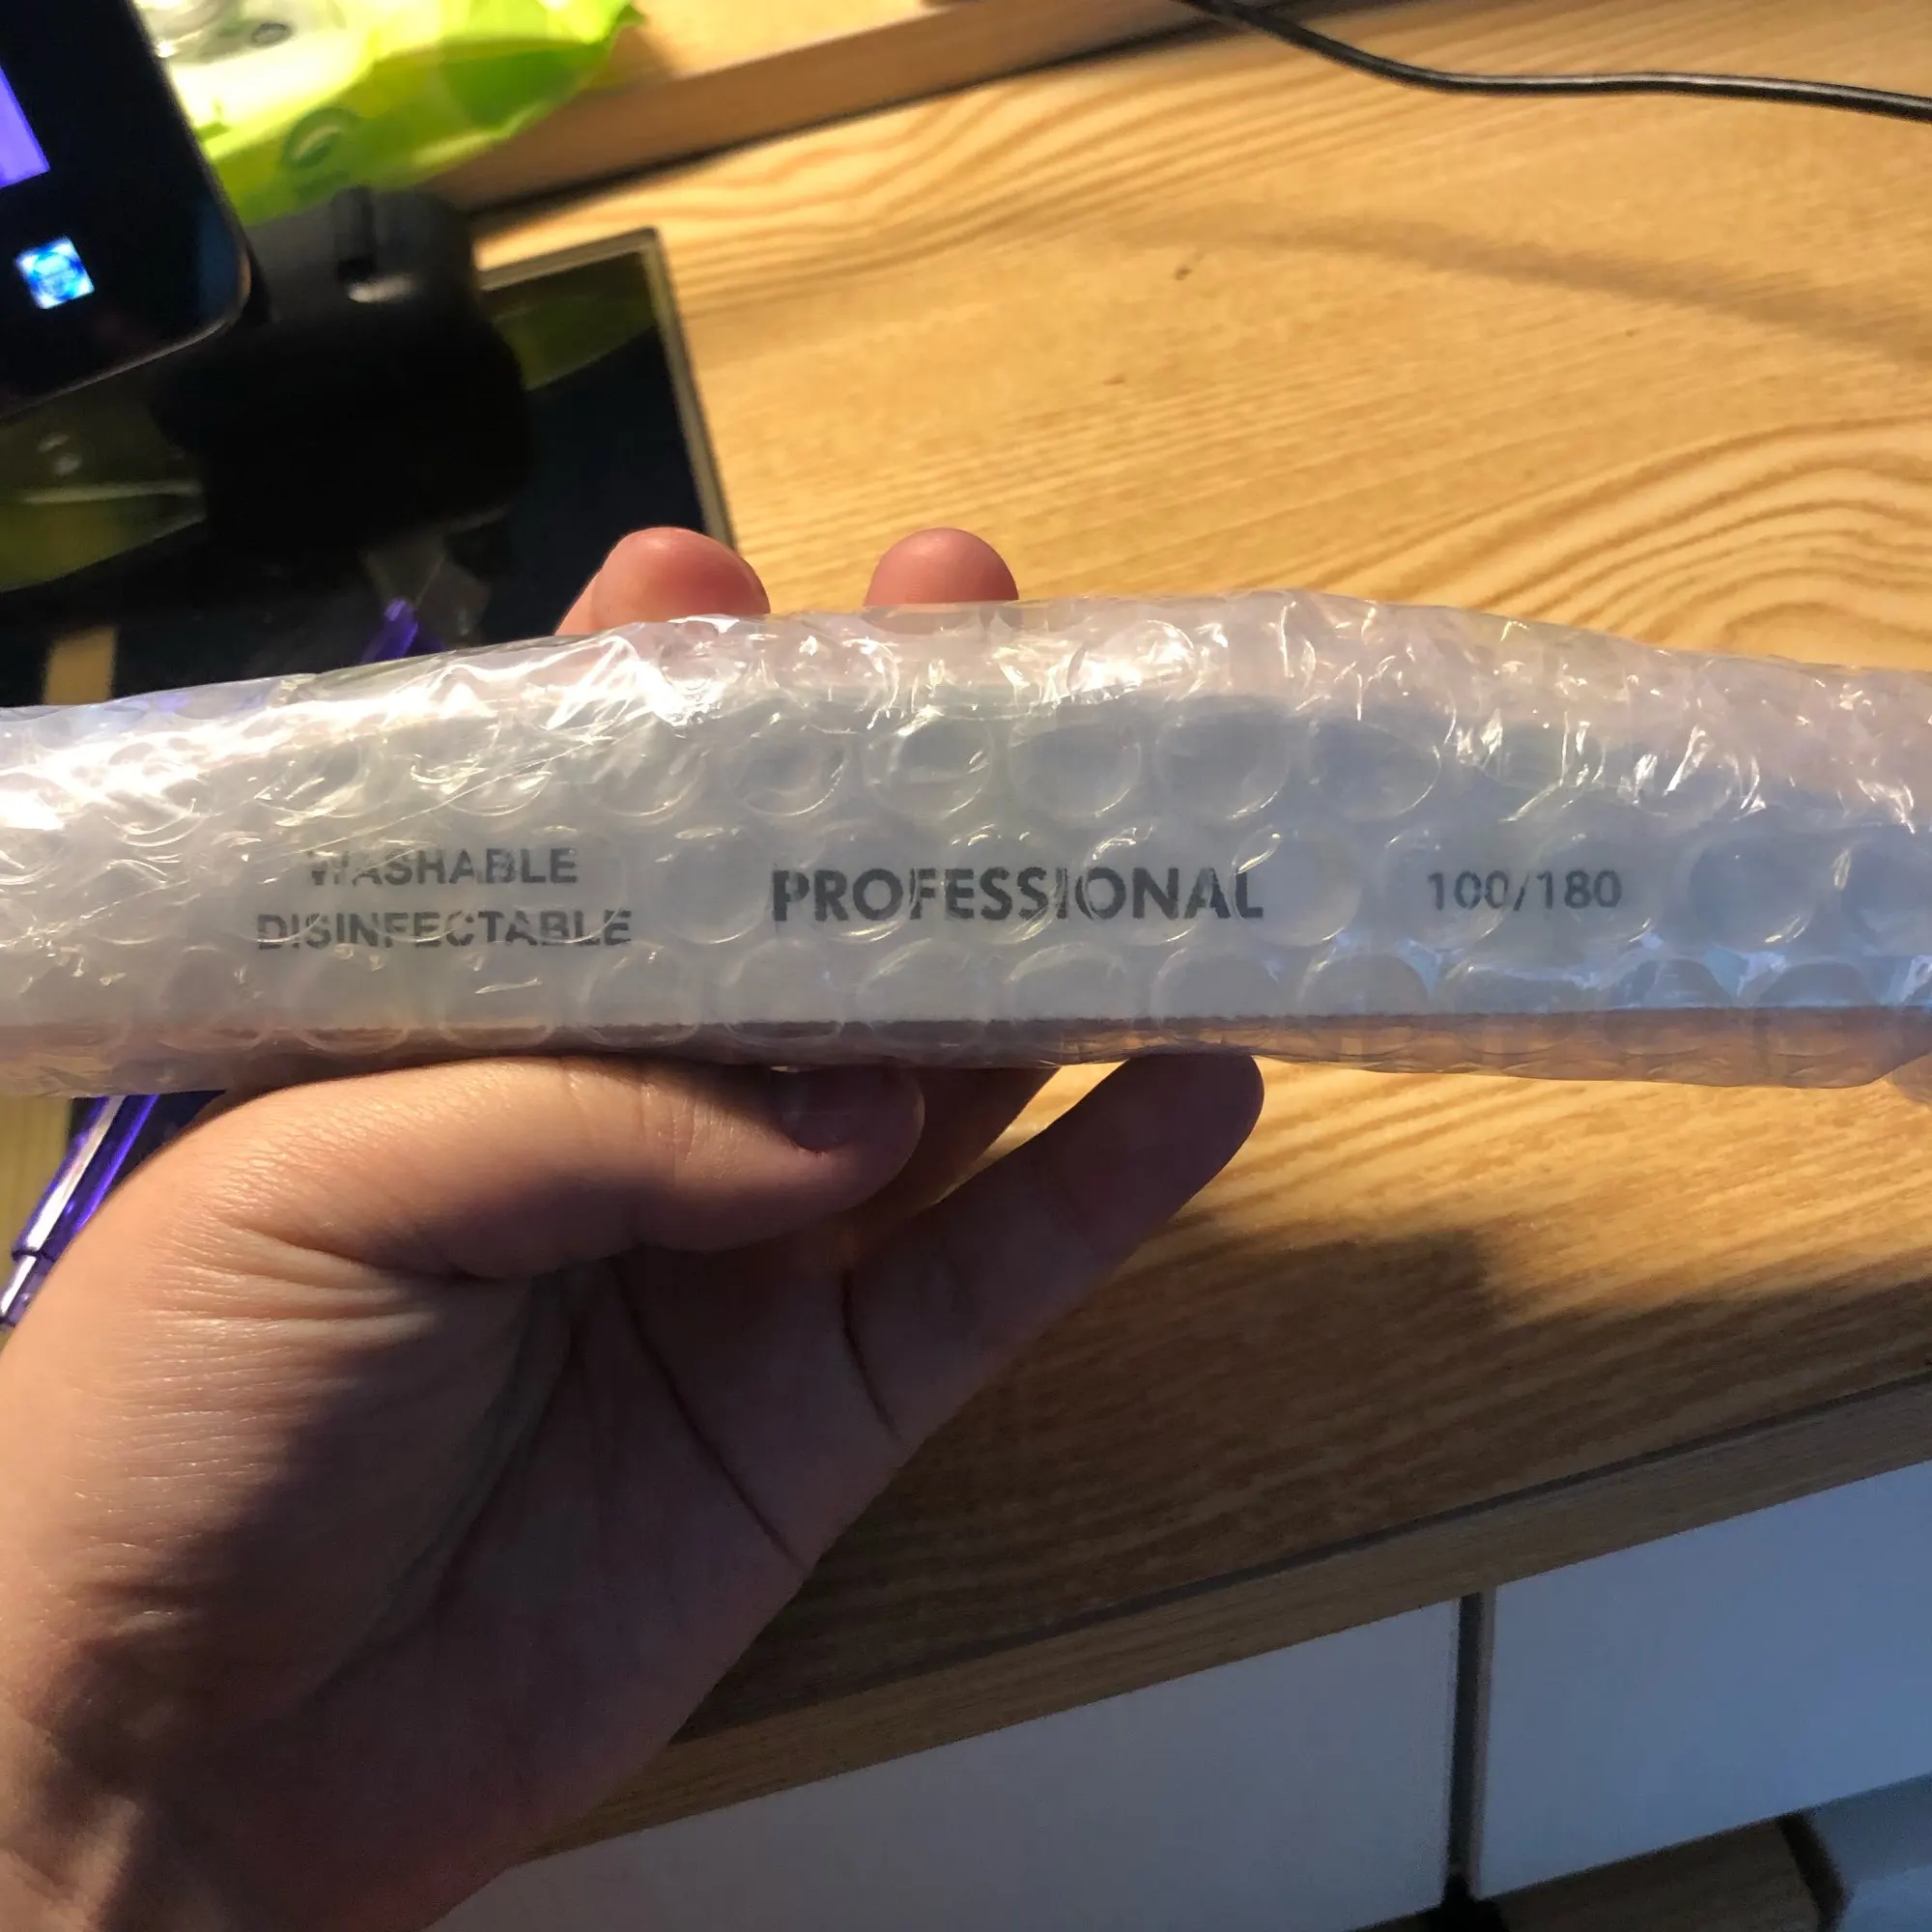 WASHABLE
DISINFECTABLE
PROFESSIONAL
100/180